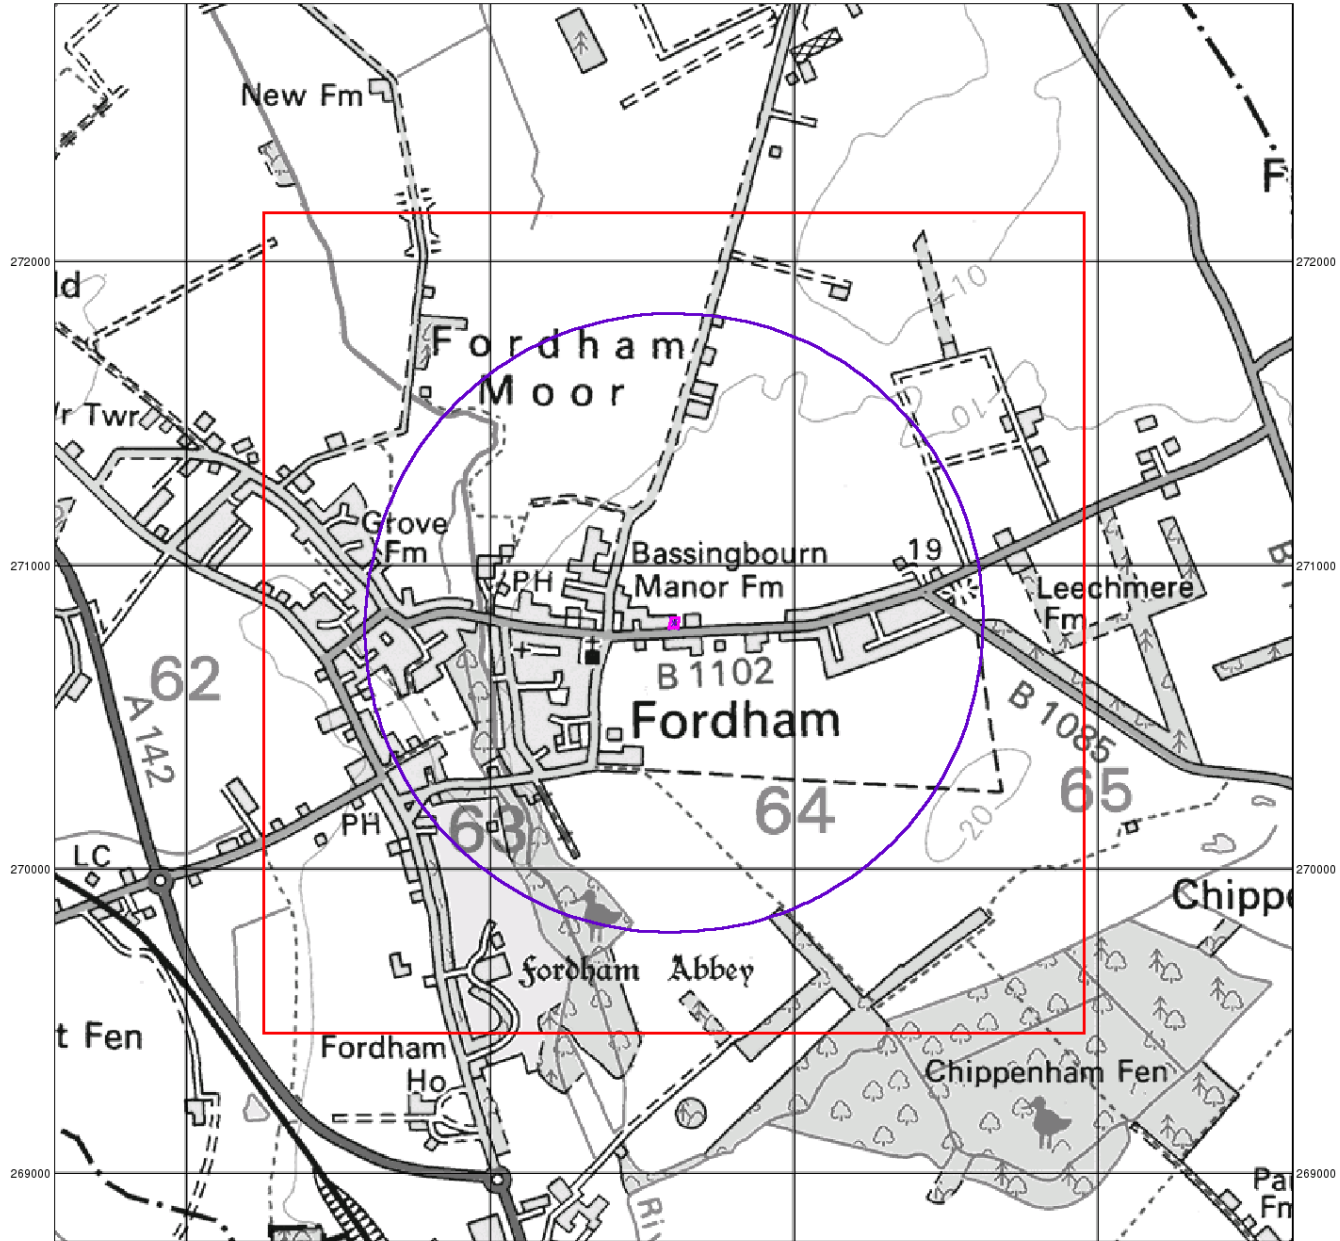 New Fm
F
272000
272000
ld
10
Fordham
Moor
/r Twr
10
Grove
Fm
PH
Bassingbourn
Manor Fm
19
271000
271000
Leechmere
Fm
B
62
A 142
B 1102
Fordham
B 1085
65
64
63
20
PH
LC
270000
270000
Chippe
Fordham Abbey
t Fen
Fordham
Ho
Chippenham Fen
269000
269000
Pa
Fm
Ri